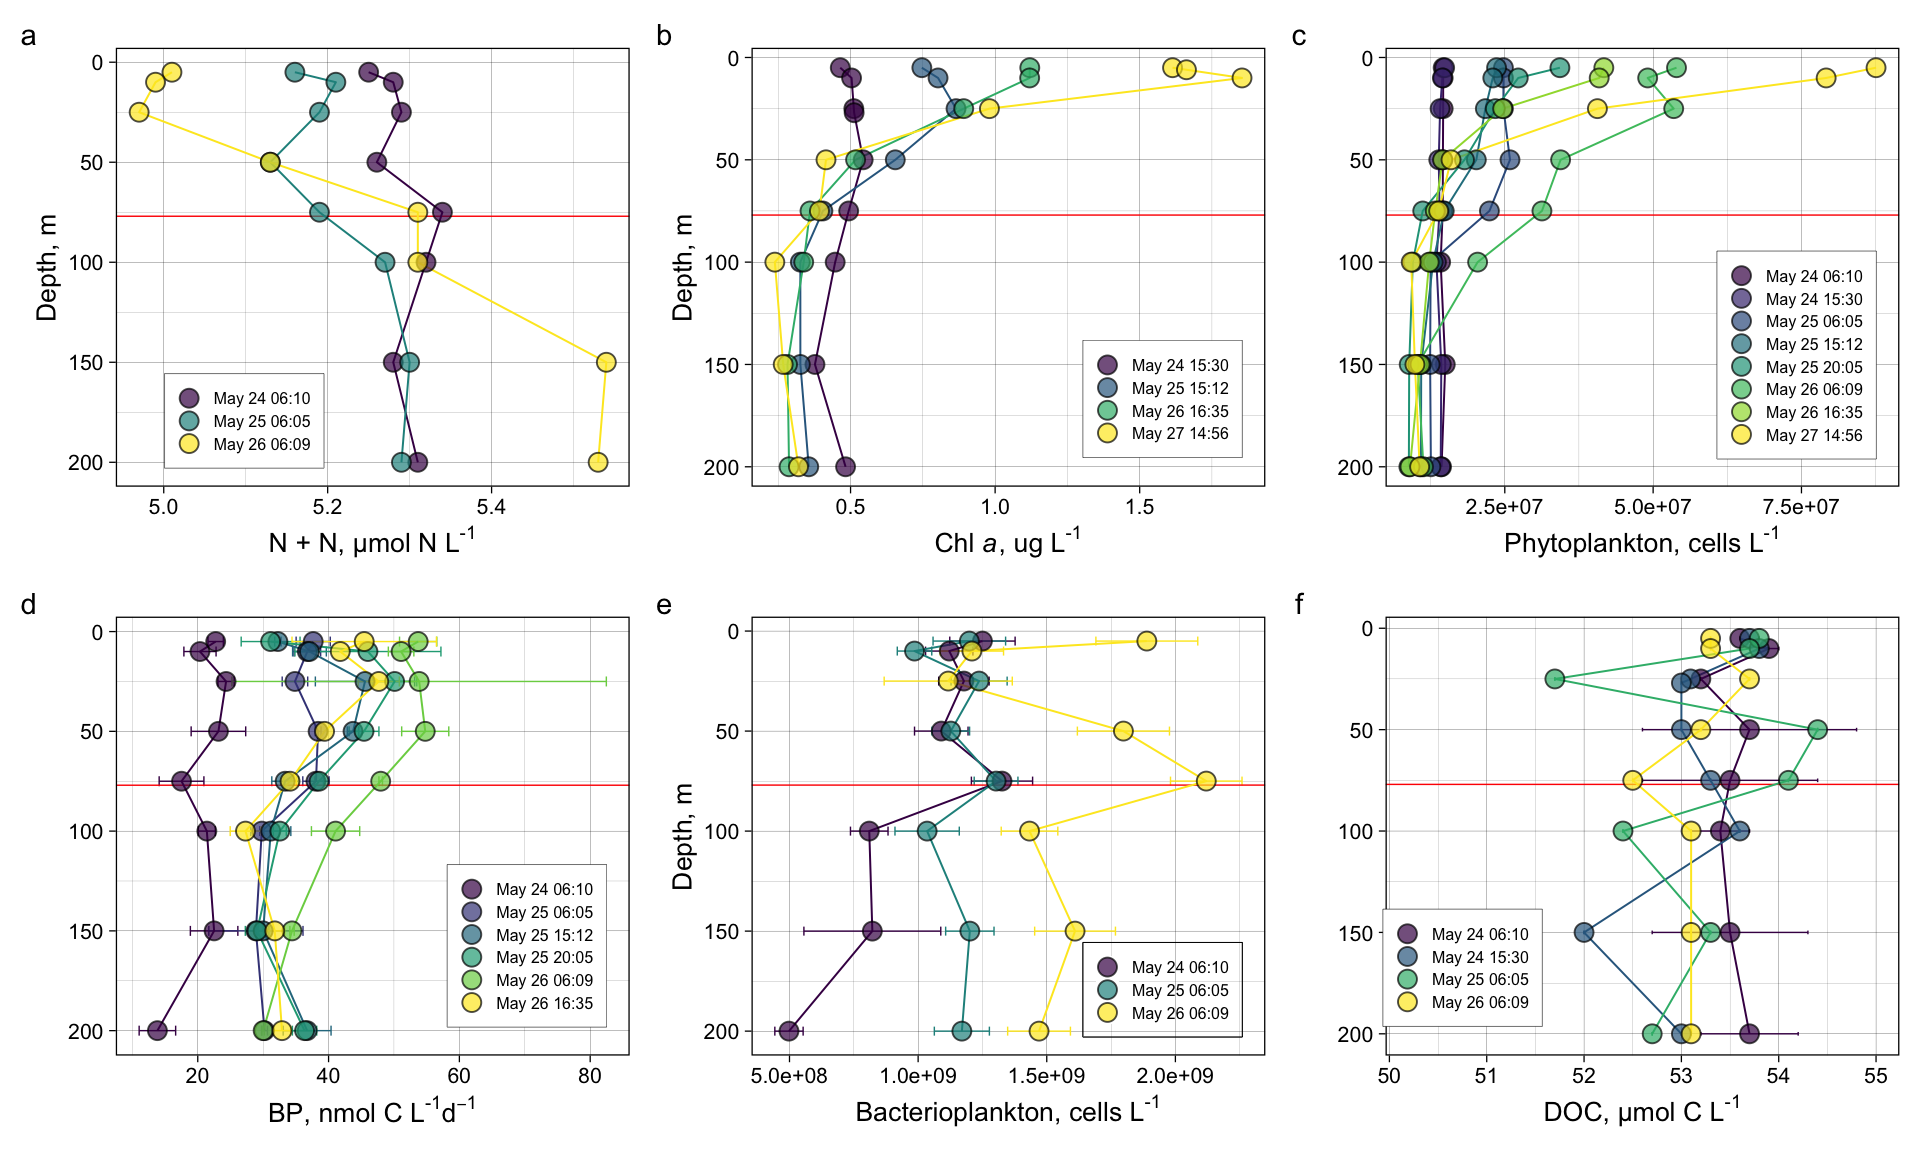 a
0
50
100
150
200
Depth, m
May 24 06:10
May 25 06:05
May 26 06:09
5.0 5.2 5.4
N + N, µmol N L-1
b
0
50
100
150
200
Depth, m
May 24 15:30
May 25 15:12
May 26 16:35
May 27 14:56
0.5 1.0 1.5
Chl a, ug L-1
c
0
50
100
150
200
May 24 06:10
May 24 15:30
May 25 06:05
May 25 15:12
May 25 20:05
May 26 06:09
May 26 16:35
May 27 14:56
2.5e+07 5.0e+07 7.5e+07
Phytoplankton, cells L-1
d
0
50
100
150
200
May 24 06:10
May 25 06:05
May 25 15:12
May 25 20:05
May 26 06:09
May 26 16:35
20 40 60 80
BP, nmol C L-1d−1
e
0
50
100
150
200
Depth, m
May 24 06:10
May 25 06:05
May 26 06:09
5.0e+08 1.0e+09 1.5e+09 2.0e+09
Bacterioplankton, cells L-1
f
0
50
100
150
200
May 24 06:10
May 24 15:30
May 25 06:05
May 26 06:09
50 51 52 53 54 55
DOC, µmol C L-1